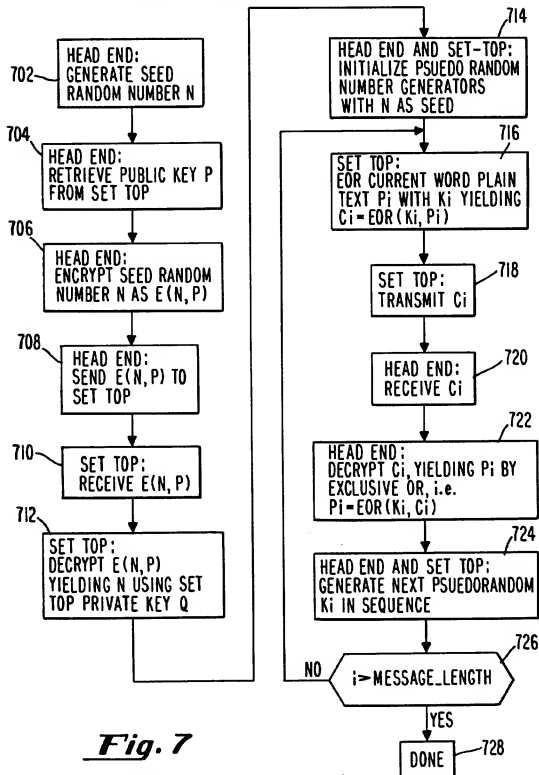 702
HEAD END:
GENERATE SEED
RANDOM NUMBER N
704
HEAD END:
RETRIEVE PUBLIC KEY P
FROM SET TOP
706
HEAD END:
ENCRYPT SEED RANDOM
NUMBER N AS E(N, P)
708
HEAD END:
SEND E(N, P) TO
SET TOP
710
SET TOP:
RECEIVE E(N, P)
712
SET TOP:
DECRYPT E(N, P)
YIELDING N USING SET
TOP PRIVATE KEY Q
714
HEAD END AND SET-TOP:
INITIALIZE PSUEDO RANDOM
NUMBER GENERATORS
WITH N AS SEED
716
SET TOP:
EOR CURRENT WORD PLAIN
TEXT Pi WITH Ki YIELDING
Ci=EOR(Ki, Pi)
718
SET TOP:
TRANSMIT Ci
720
HEAD END:
RECEIVE Ci
722
HEAD END:
DECRYPT Ci, YIELDING Pi BY
EXCLUSIVE OR, i.e.
Pi=EOR(Ki, Ci)
724
HEAD END AND SET TOP:
GENERATE NEXT PSUEDORANDOM
Ki IN SEQUENCE
726
i>MESSAGE_LENGTH
NO
YES
DONE
728
Fig. 7